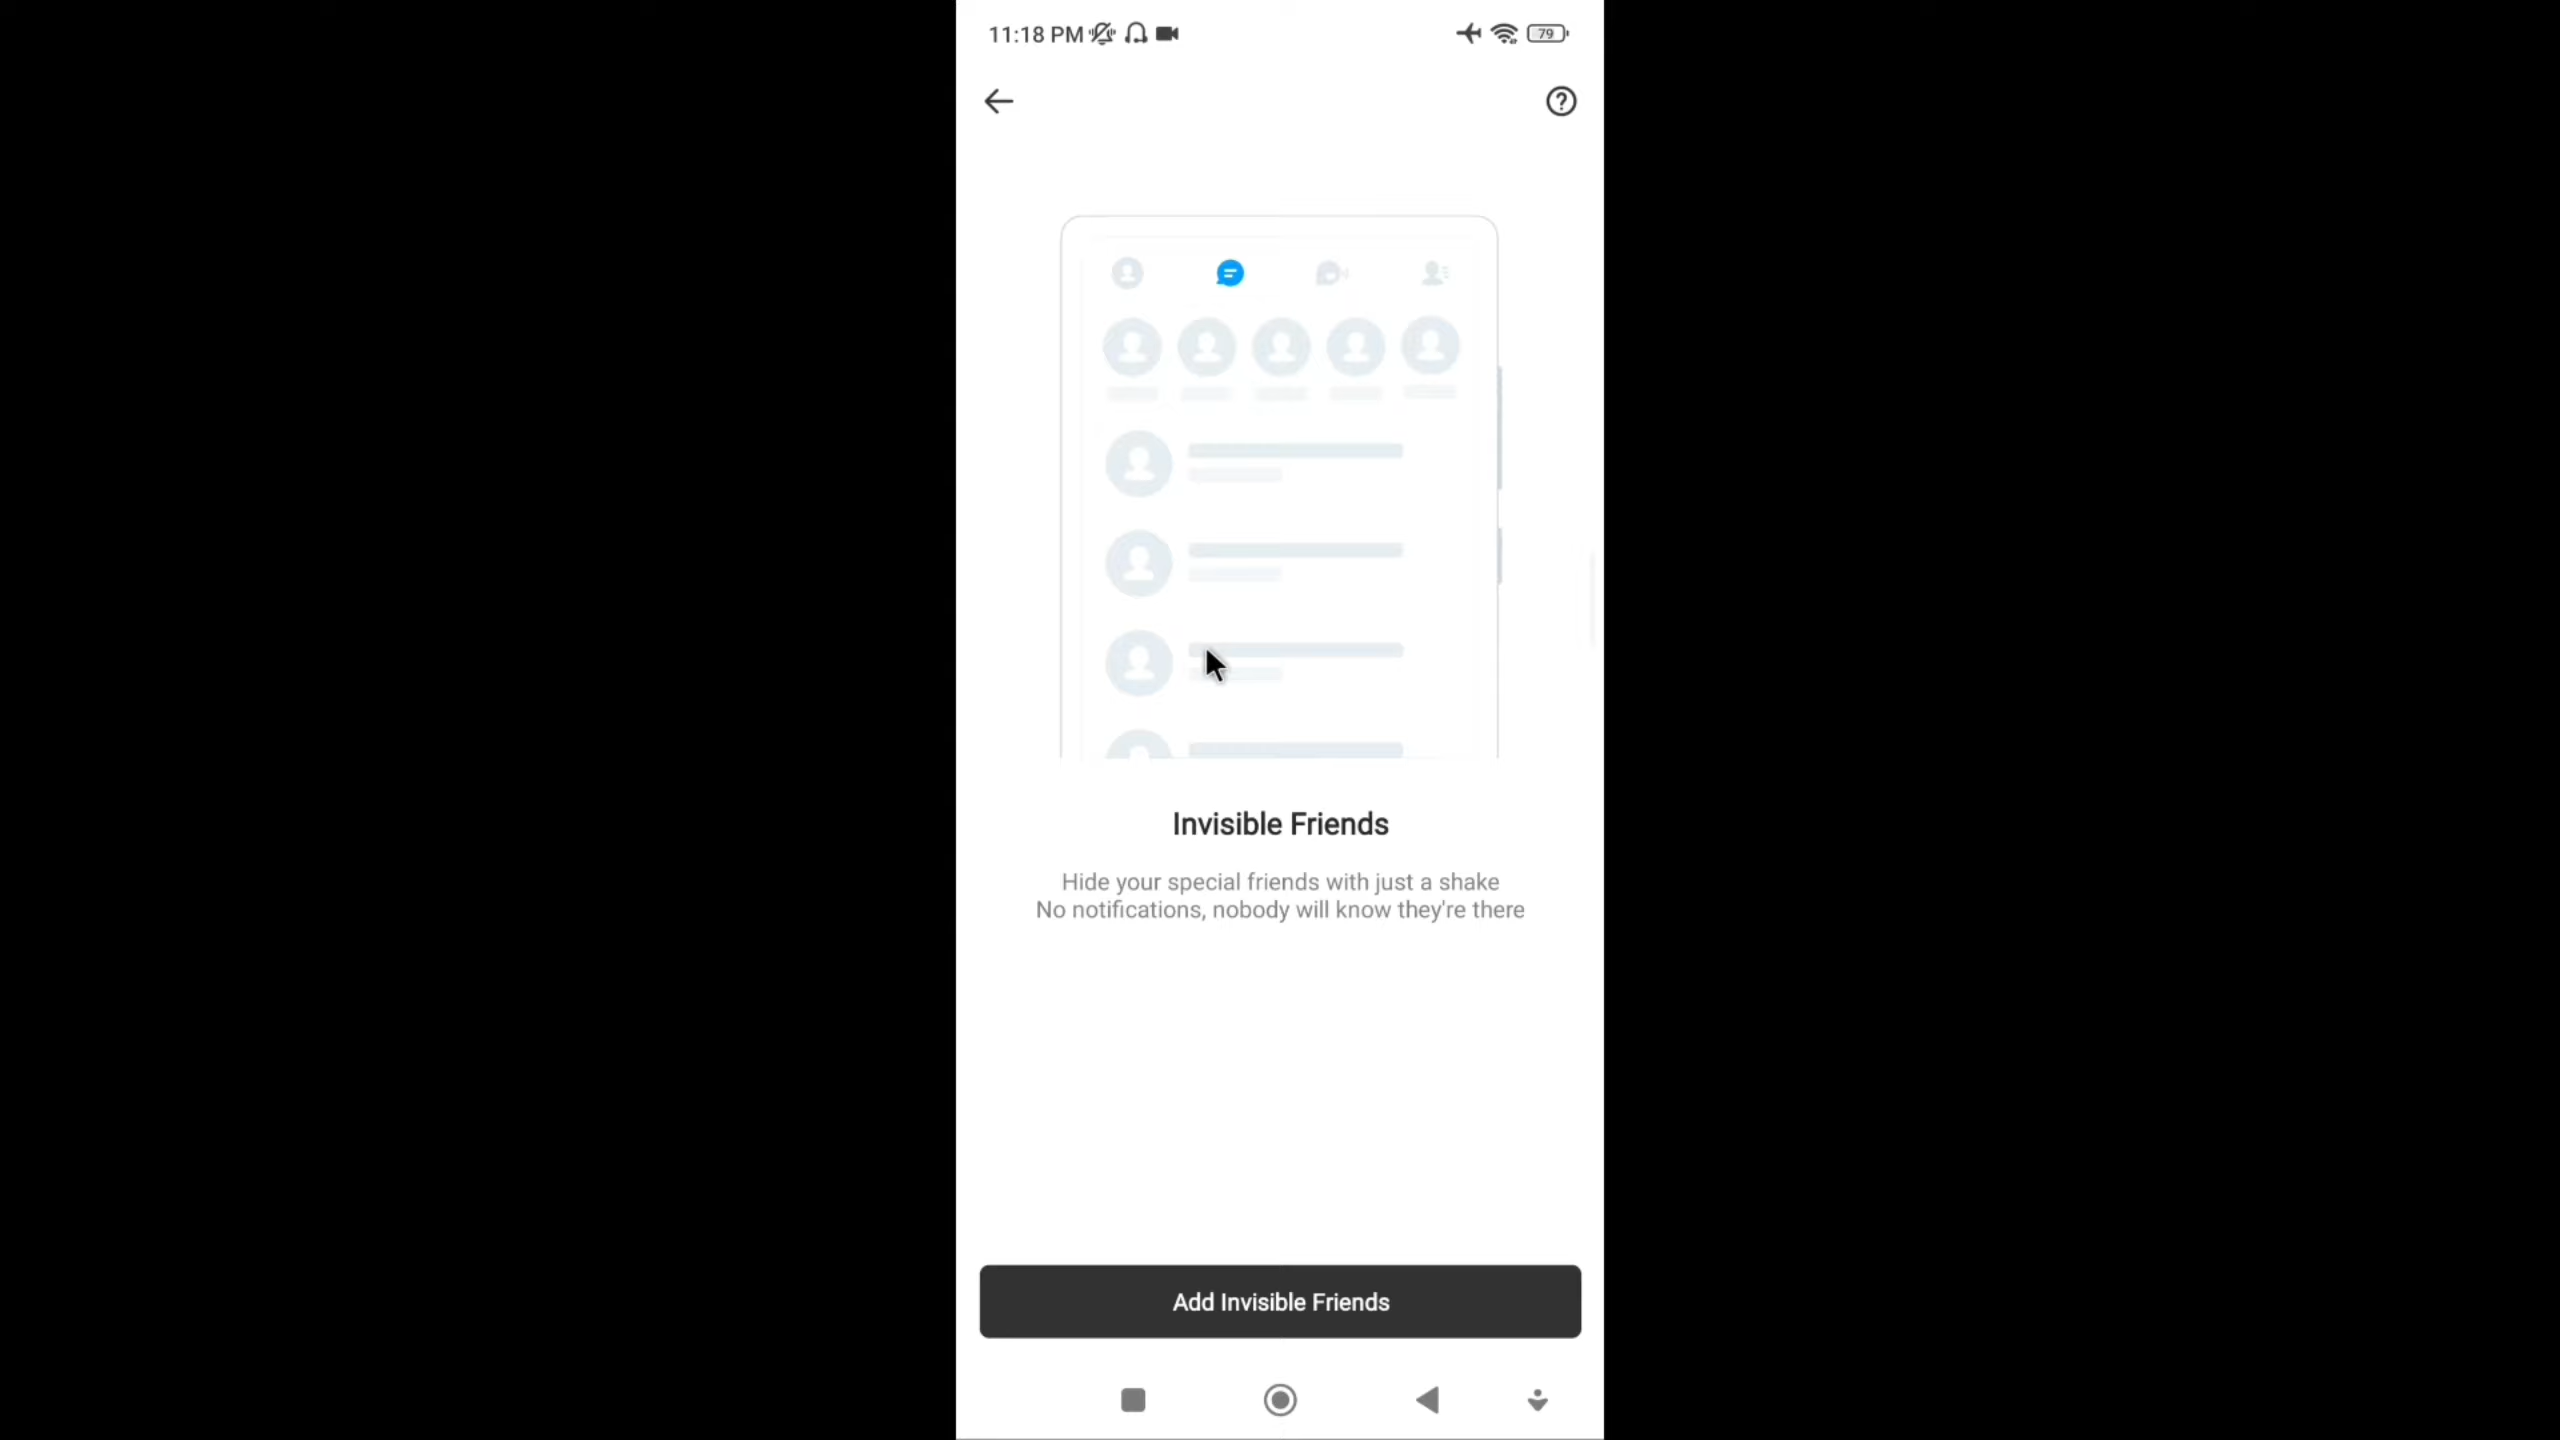 11:18 PM
79
Invisible Friends
Hide your special friends with just a shake
No notifications, nobody will know they're there
Add Invisible Friends